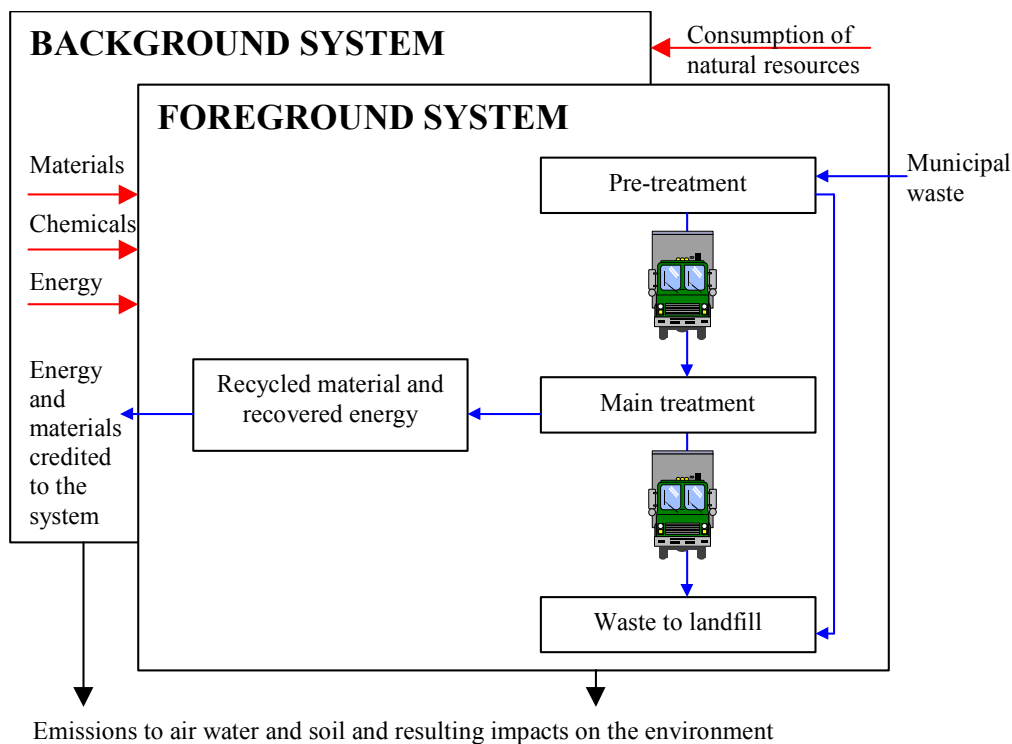 BACKGROUND SYSTEM
Consumption of
natural resources
FOREGROUND SYSTEM
Materials
Chemicals
Energy
Pre-treatment
Municipal
waste
Energy
and
materials
credited
to the
system
Recycled material and
recovered energy
Main treatment
Waste to landfill
Emissions to air water and soil and resulting impacts on the environment